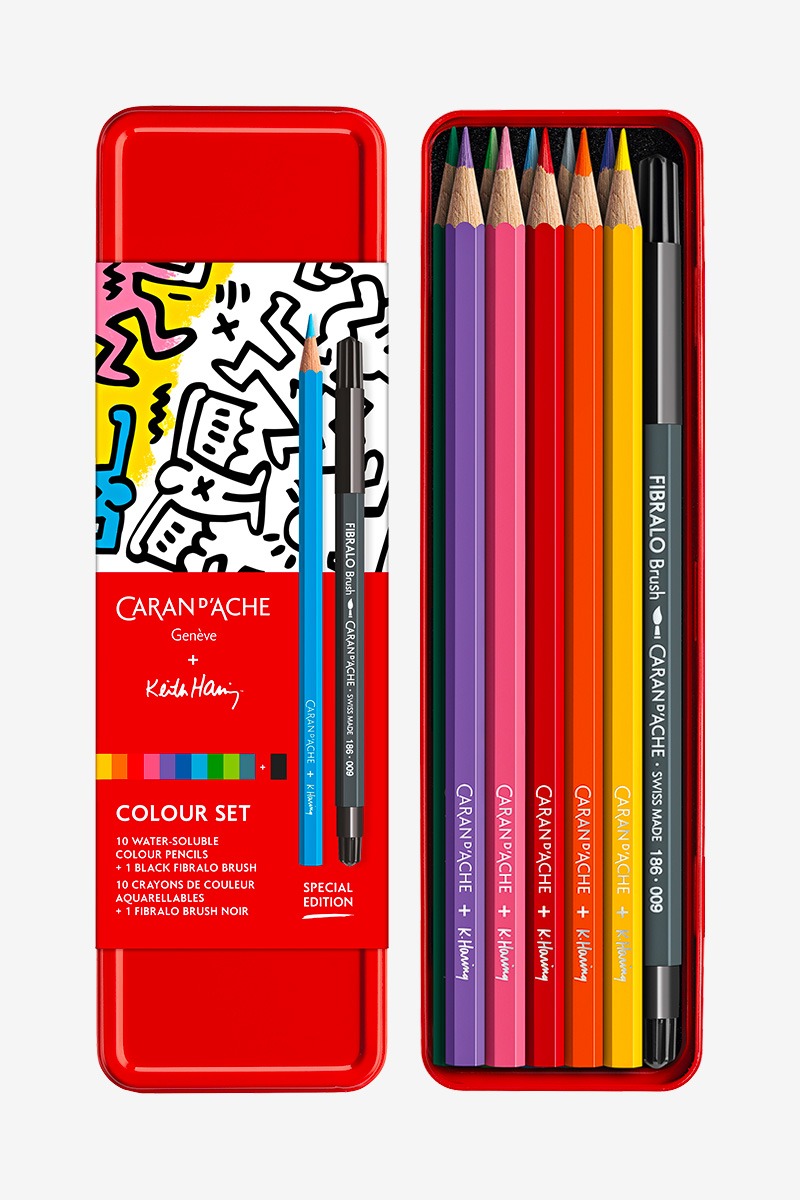 CARAN D'ACHE
Genève
+
Keith Haring
+
COLOUR SET
10 WATER-SOLUBLE
COLOUR PENCILS
+ 1 BLACK FIBRALO BRUSH
10 CRAYONS DE COULEUR
AQUARELLABLES
+ 1 FIBRALO BRUSH NOIR
SPECIAL
EDITION
CARAN D'ACHE + K·Haring
FIBRALO Brush CARAN D'ACHE · SWISS MADE 186 · 009
CARAN D'ACHE + K·Haring
CARAN D'ACHE + K·Haring
CARAN D'ACHE + K·Haring
CARAN D'ACHE + K·Haring
CARAN D'ACHE + K·Haring
FIBRALO Brush CARAN D'ACHE · SWISS MADE 186 · 009